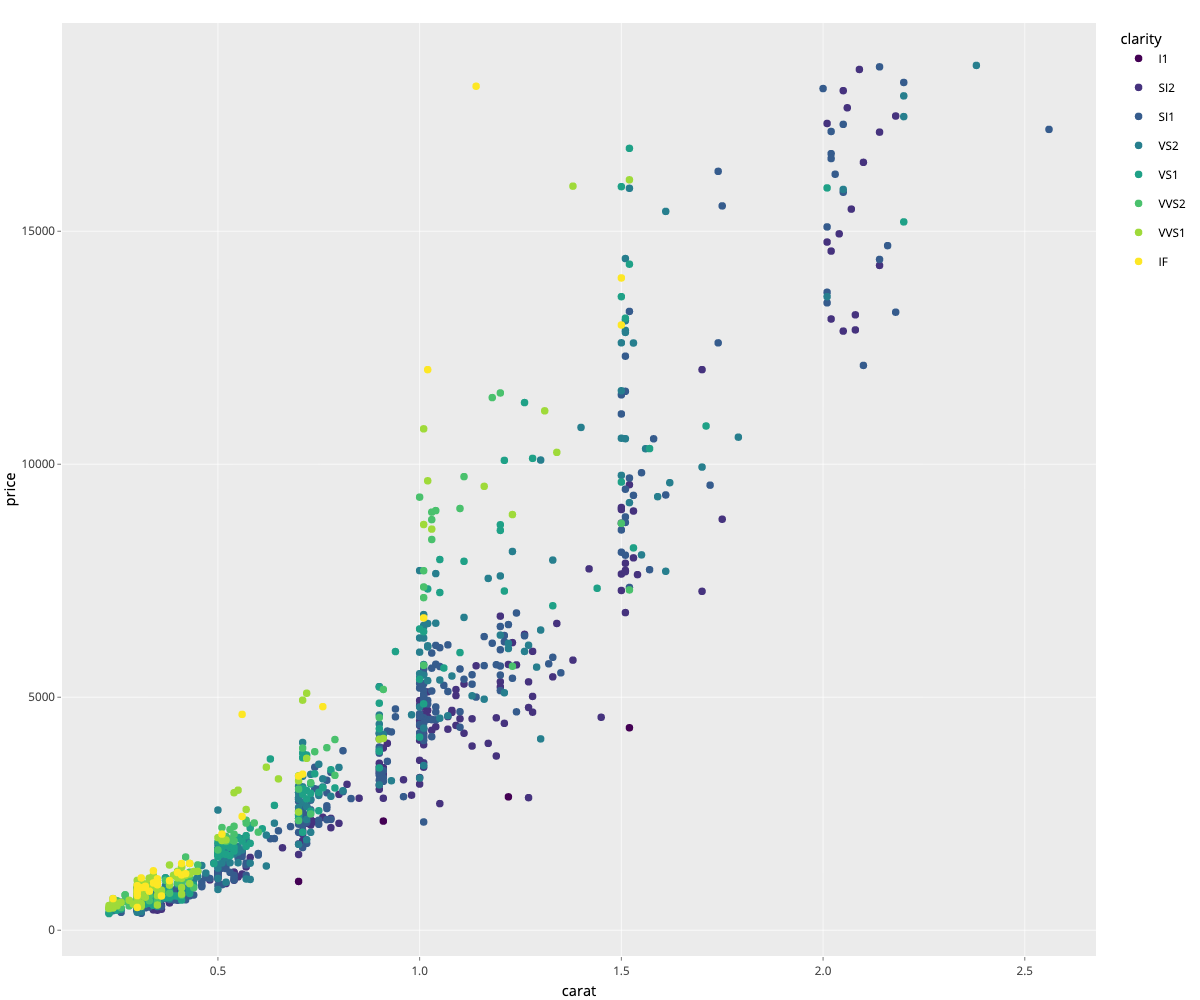 clarity
I1
SI2
SI1
VS2
VS1
VVS2
VVS1
IF
15000
10000
5000
0
price
0.5 1.0 1.5 2.0 2.5
carat